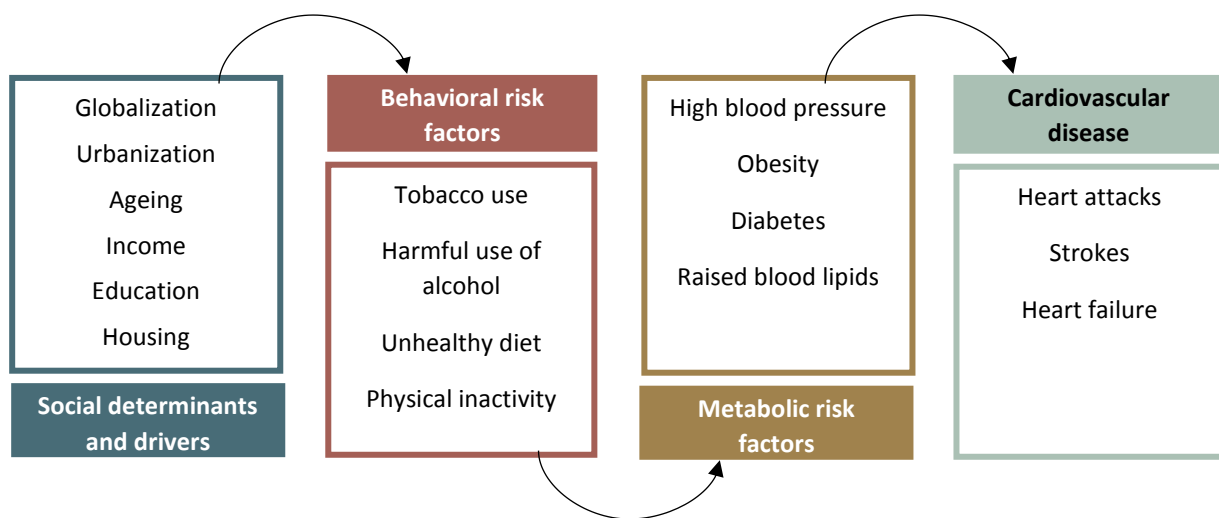 Globalization
Urbanization
Ageing
Income
Education
Housing
Social determinants
and drivers
Behavioral risk
factors
Tobacco use
Harmful use of
alcohol
Unhealthy diet
Physical inactivity
High blood pressure
Obesity
Diabetes
Raised blood lipids
Metabolic risk
factors
Cardiovascular
disease
Heart attacks
Strokes
Heart failure